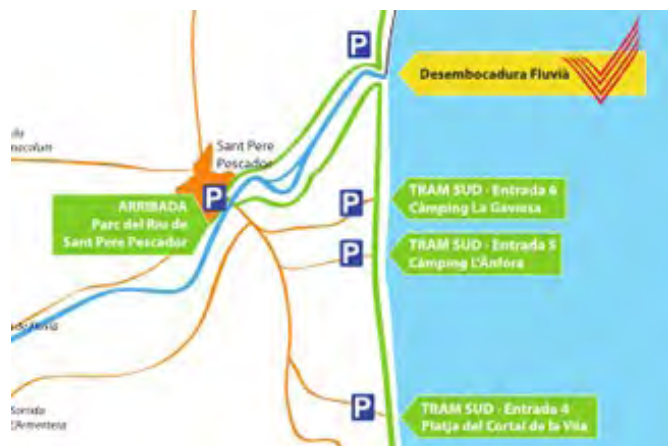 P
Desembocadura Fluvià
Sant Pere
Pescador
P
ARRIBADA
Parc del Riu de
Sant Pere Pescador
P
TRAM SUD - Entrada 6
Càmping La Gaviota
P
TRAM SUD - Entrada 5
Càmping L'Àmfora
P
TRAM SUD - Entrada 4
Platja del Cortal de la Vila
L'Armentera